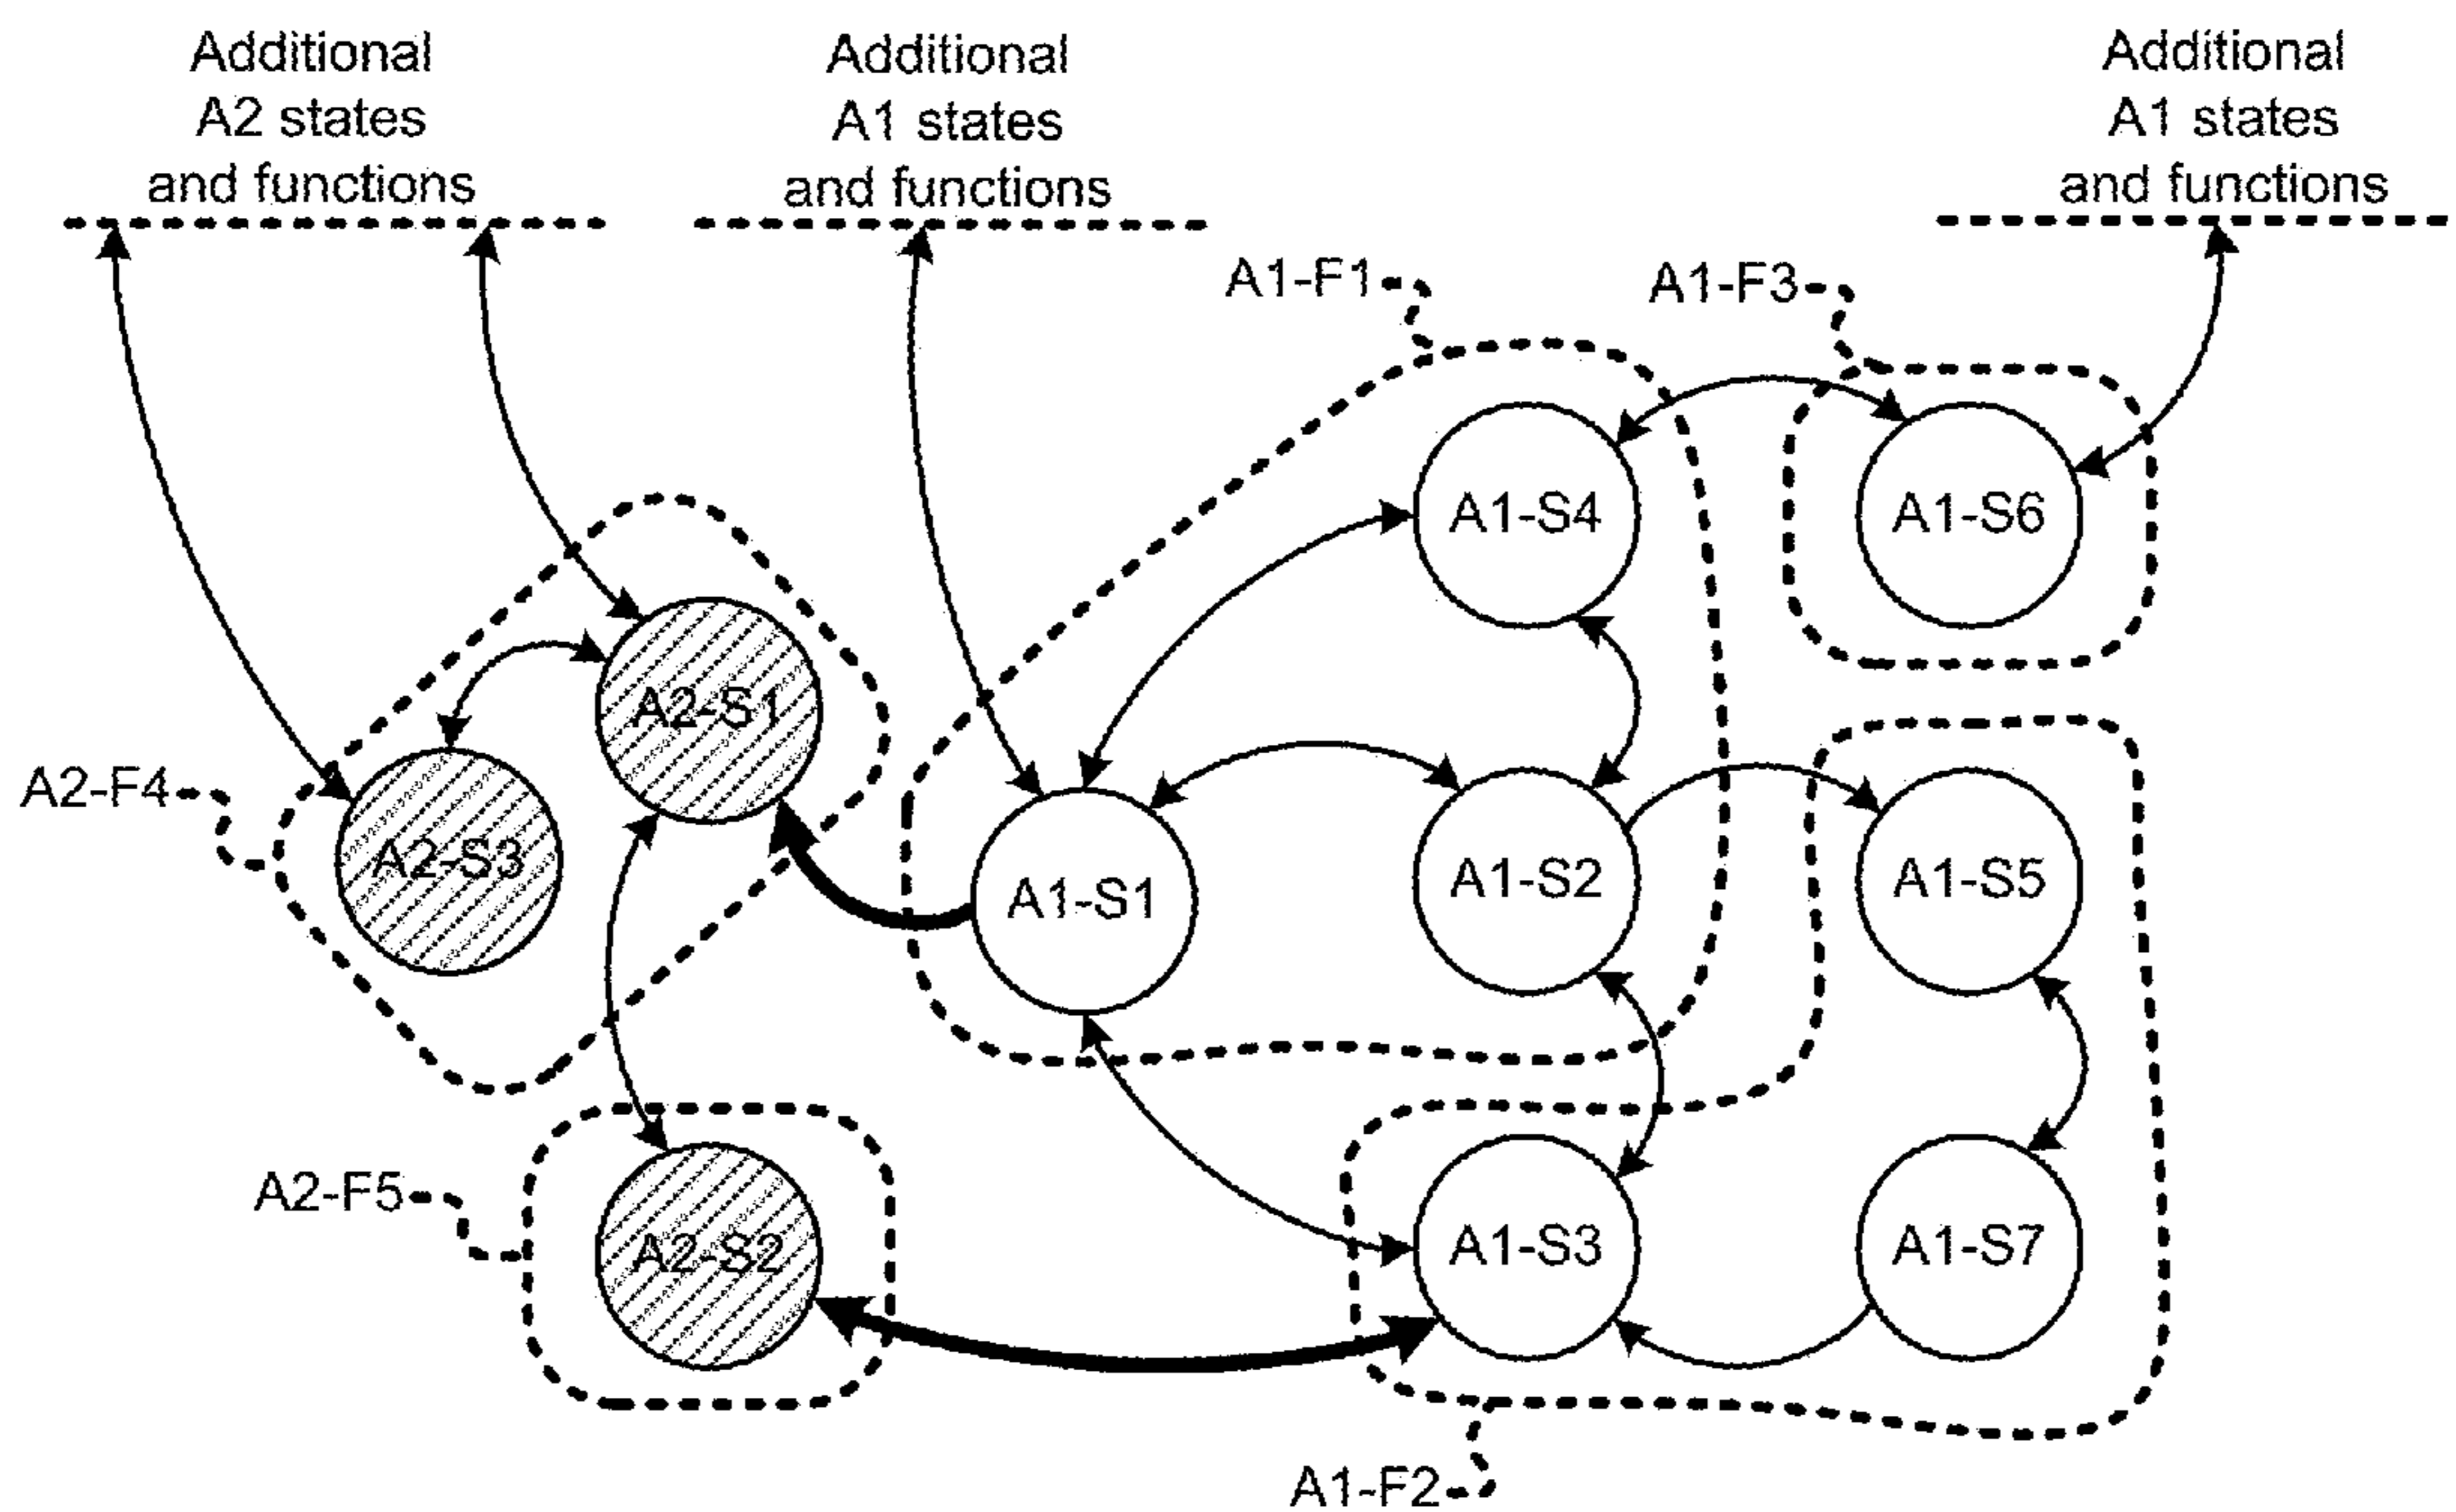 Additional
A2 states
and functions
Additional
A1 states
and functions
Additional
A1 states
and functions
A1-F1
A1-F3
A1-S4
A1-S6
A2-S1
A2-F4
A2-S3
A1-S1
A1-S2
A1-S5
A2-F5
A2-S2
A1-S3
A1-S7
A1-F2